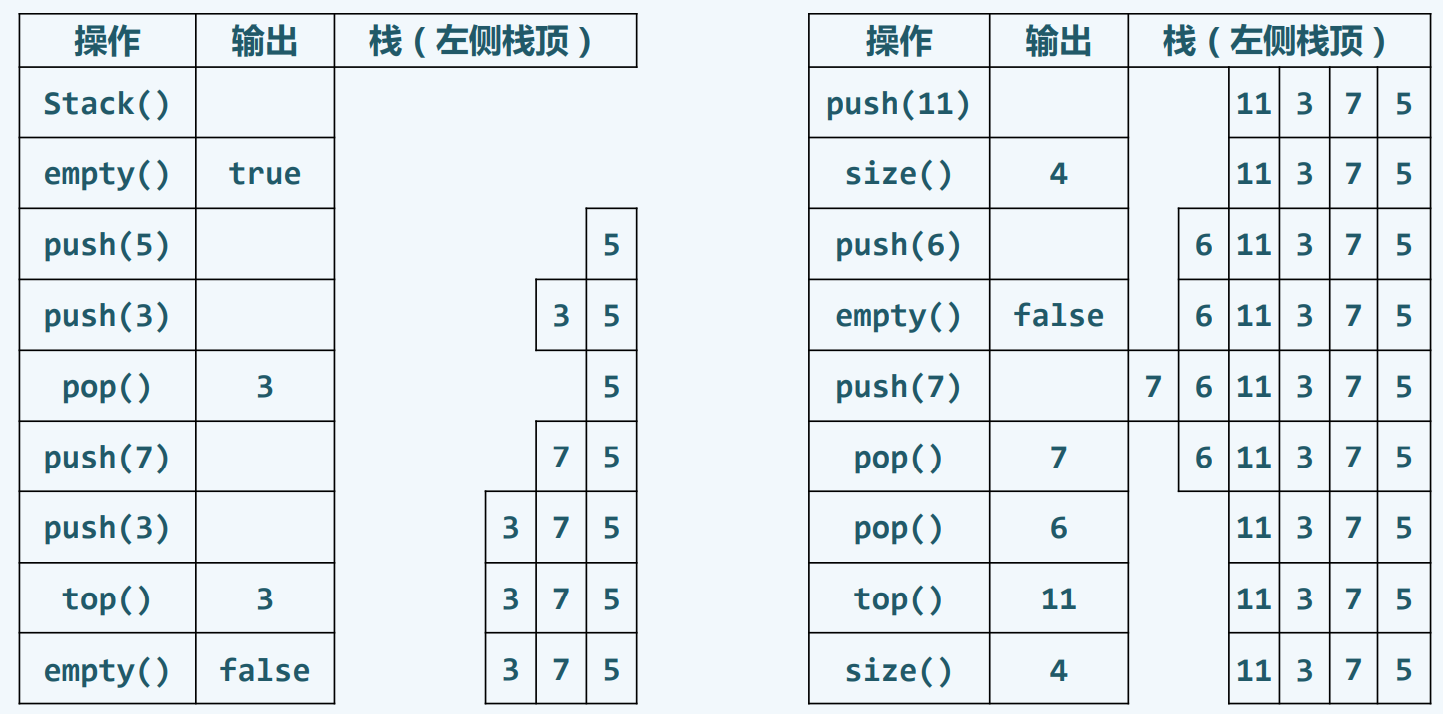 操作 输出 栈(左侧栈顶)
Stack()
empty() true
push(5) 5
push(3) 3 5
pop() 3 5
push(7) 7 5
push(3) 3 7 5
top() 3 3 7 5
empty() false 3 7 5
操作 输出 栈(左侧栈顶)
push(11) 11 3 7 5
size() 4 11 3 7 5
push(6) 6 11 3 7 5
empty() false 6 11 3 7 5
push(7) 7 6 11 3 7 5
pop() 7 6 11 3 7 5
pop() 6 11 3 7 5
top() 11 11 3 7 5
size() 4 11 3 7 5